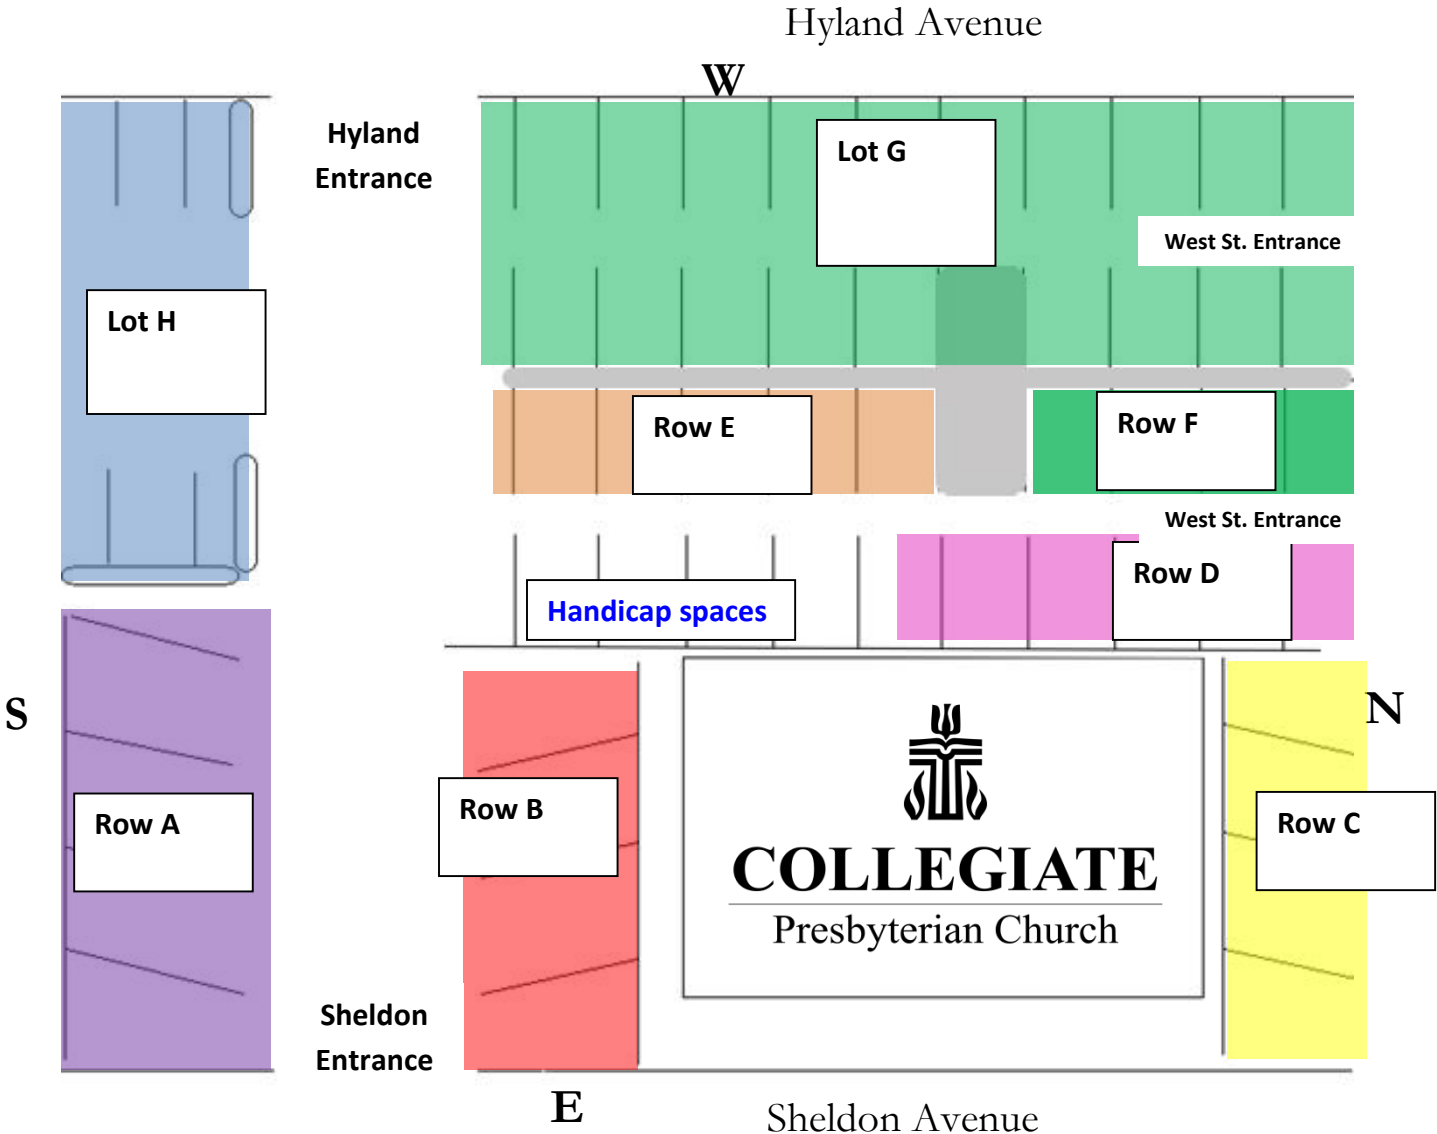 Hyland Avenue
W
Hyland
Entrance
Lot G
West St. Entrance
Lot H
Row E
Row F
West St. Entrance
Row D
Handicap spaces
S
N
Row A
Row B
Row C
COLLEGIATE
Presbyterian Church
Sheldon
Entrance
E
Sheldon Avenue